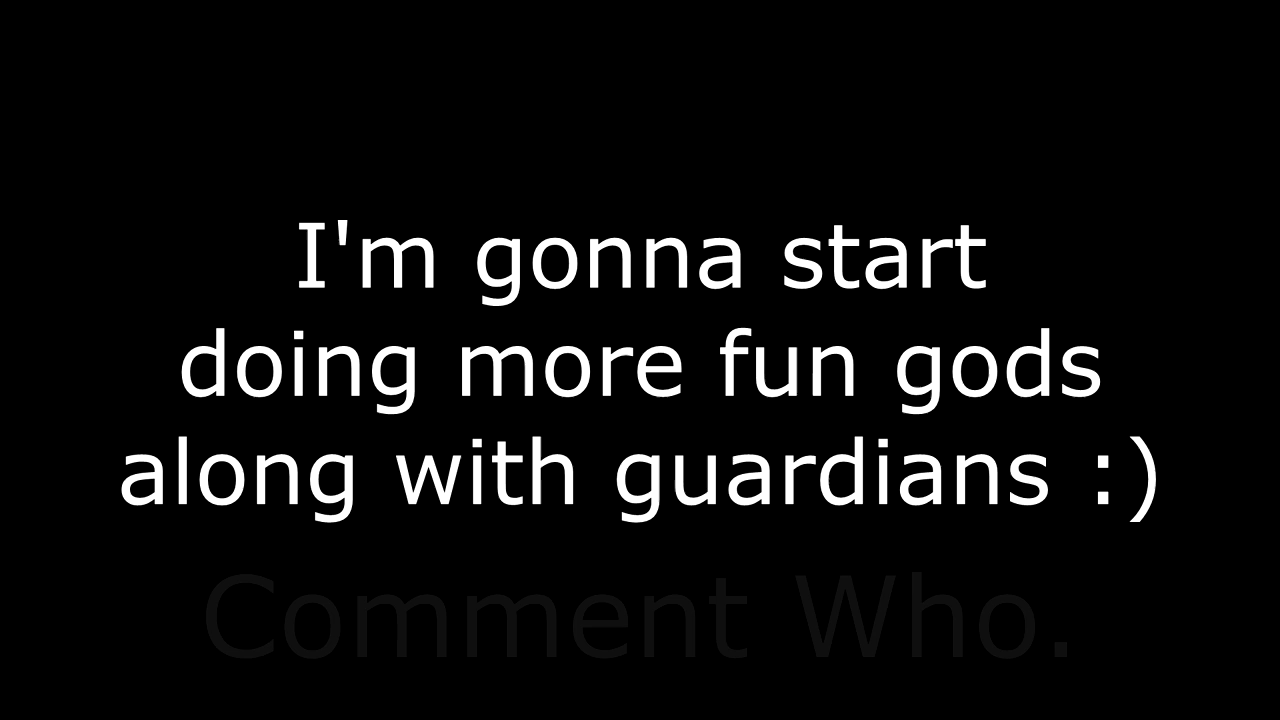 I'm gonna start
doing more fun gods
along with guardians :)
Comment Who.